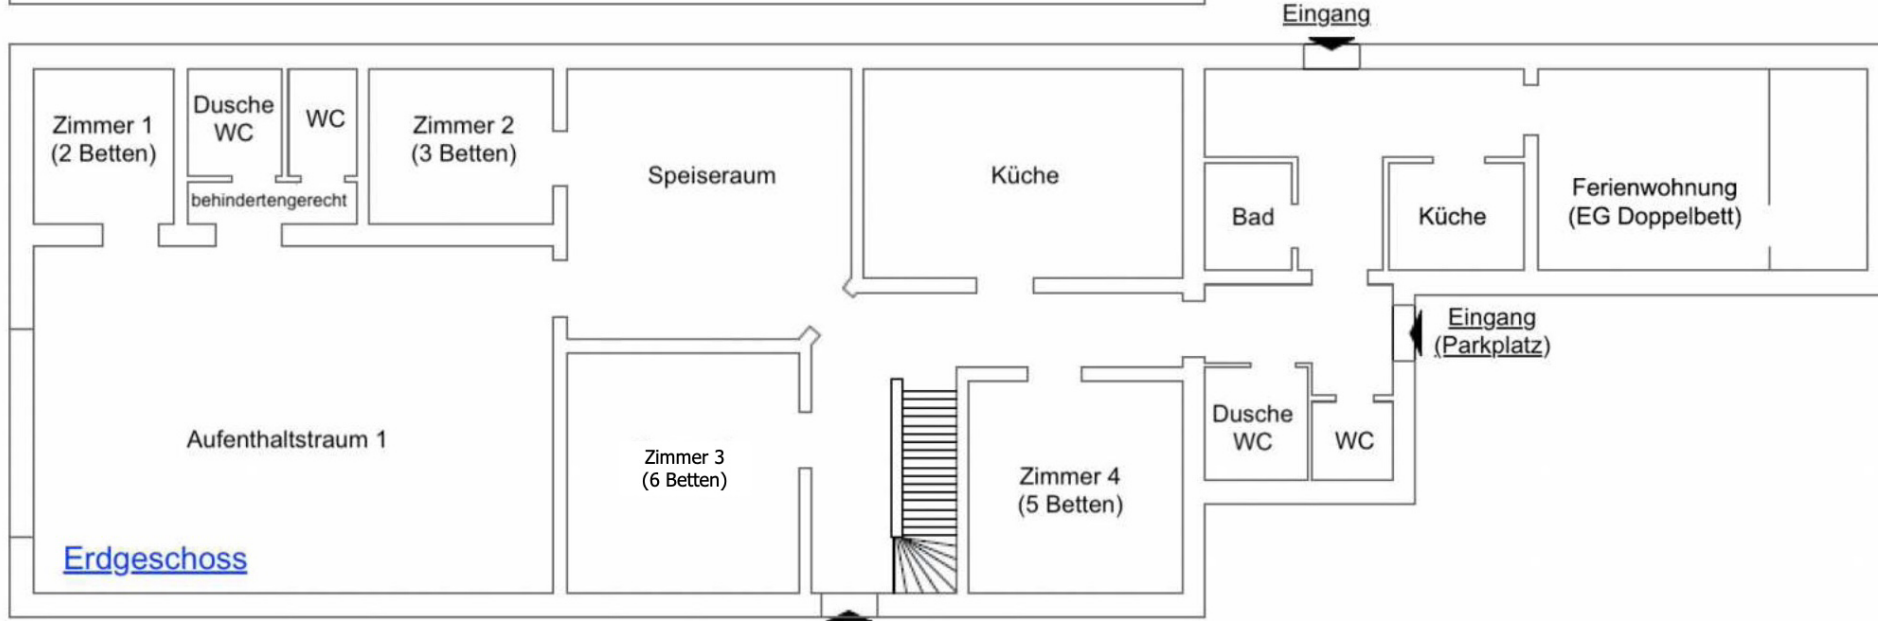 Eingang
Zimmer 1
(2 Betten)
Dusche
WC
WC
behindertengerecht
Zimmer 2
(3 Betten)
Speiseraum
Küche
Bad
Küche
Ferienwohnung
(EG Doppelbett)
Eingang
(Parkplatz)
Aufenthaltstraum 1
Zimmer 3
(6 Betten)
Zimmer 4
(5 Betten)
Dusche
WC
WC
Erdgeschoss